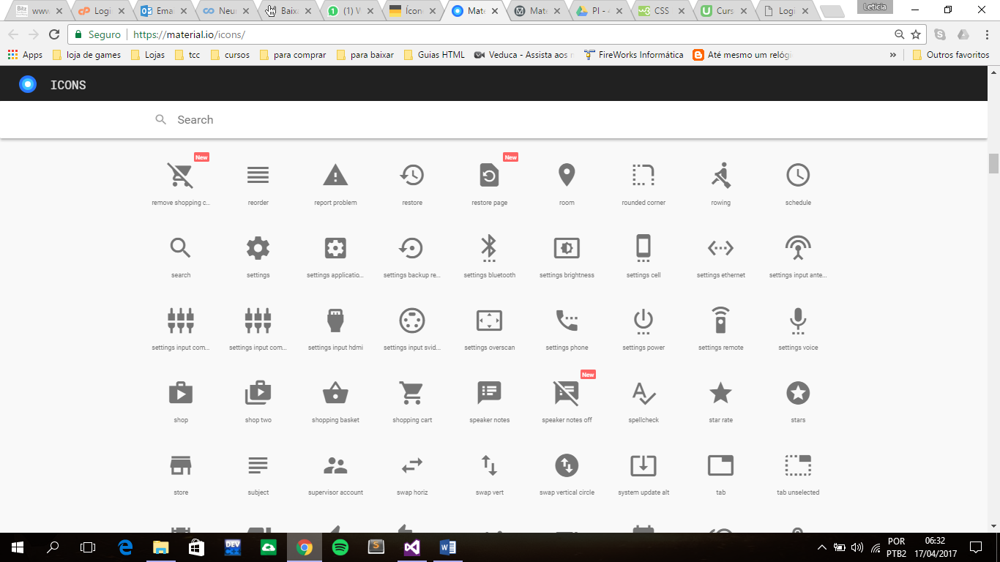 www Logi Emai Neur Baixa (1) W Ícon Mate Mate PI - 4 CSS Curs Logi Leticia
Seguro https://material.io/icons/
Apps loja de games Lojas tcc cursos para comprar para baixar Guias HTML Veduca - Assista aos FireWorks Informática Até mesmo um relóg » Outros favoritos
ICONS
Search
New New
remove shopping c... reorder report problem restore restore page room rounded corner rowing schedule
search settings settings applicatio... settings backup re... settings bluetooth settings brightness settings cell settings ethernet settings input ante...
settings input com... settings input com... settings input hdmi settings input svid... settings overscan settings phone settings power settings remote settings voice
New
shop shop two shopping basket shopping cart speaker notes speaker notes off spellcheck star rate stars
store subject supervisor account swap horiz swap vert swap vertical circle system update alt tab tab unselected
DEV
POR 06:32
PTB2 17/04/2017